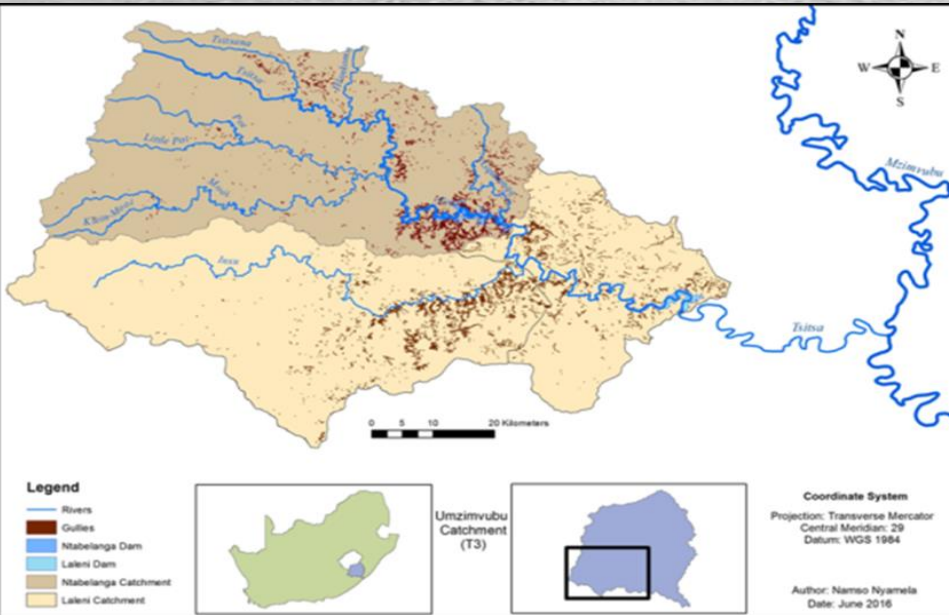 N
W E
S
Tsitsana
Tsitsa
Pot
Little Pot
Mooi
Inxu
Mzimvubu
Tsitsa
0 5 10 20 Kilometers
Legend
Rivers
Gullies
Ntabelanga Dam
Laleni Dam
Ntabelanga Catchment
Laleni Catchment
Umzimvubu
Catchment
(T3)
Coordinate System
Projection: Transverse Mercator
Central Meridian: 29
Datum: WGS 1984
Author: Namso Nyamela
Date: June 2016